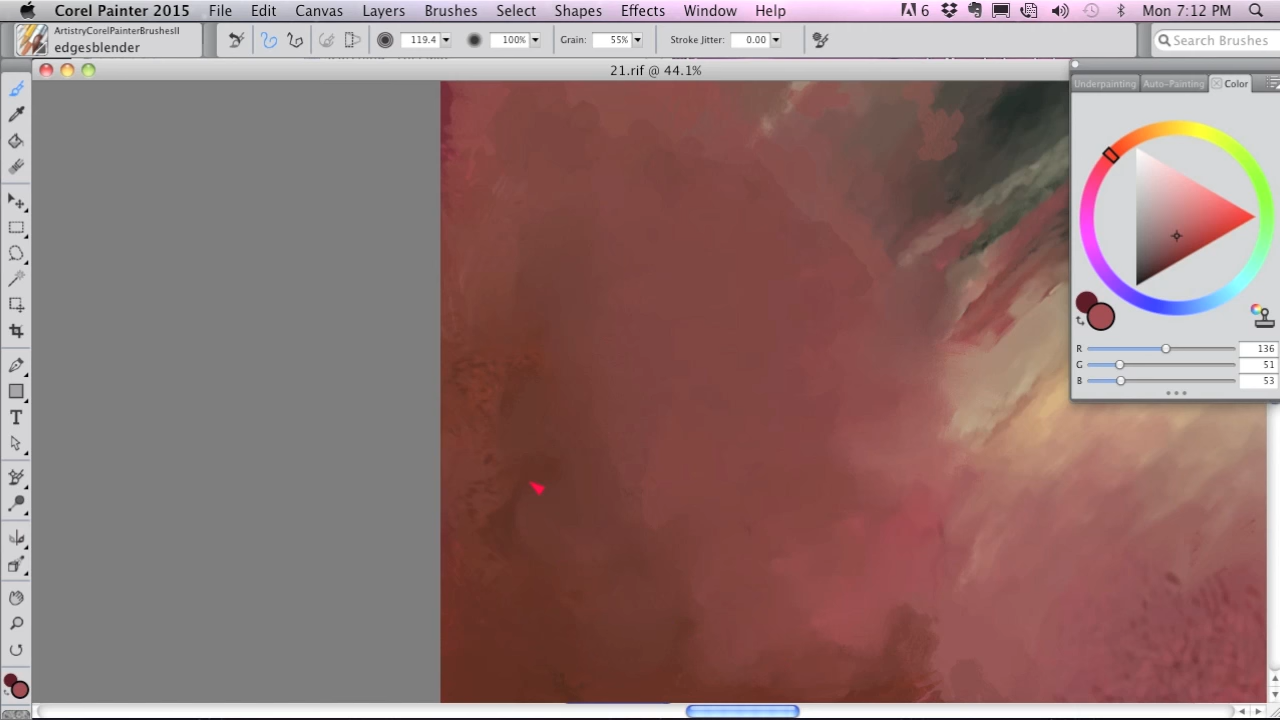 Corel Painter 2015 File Edit Canvas Layers Brushes Select Shapes Effects Window Help 6 Mon 7:12 PM
ArtistryCorelPainterBrushesII
edgesblender
119.4 100% Grain: 55% Stroke Jitter: 0.00 Search Brushes
21.rif @ 44.1%
Underpainting Auto-Painting Color
R 136
G 51
B 53
T